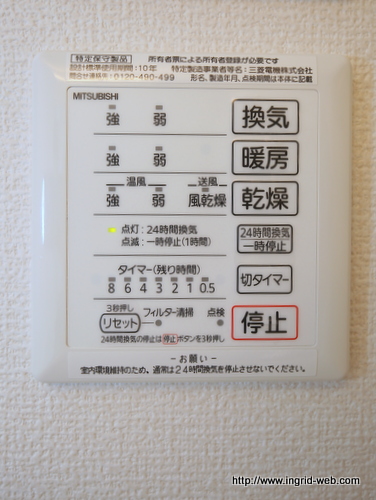 特定保守製品 所有者票による所有者登録が必要です
設計標準使用期間:10年 特定製造事業者等名:三菱電機株式会社
問合せ連絡先:0120-490-499 形名、製造年月、点検期間は本体に記載
MITSUBISHI
強 弱 換気
強 弱 暖房
温風 送風
強 弱 風乾燥 乾燥
点灯:24時間換気
点滅:一時停止(1時間)
24時間換気
一時停止
タイマー(残り時間)
8 6 4 3 2 1 0.5
切タイマー
3秒押し
リセット フィルター清掃 点検
停止
24時間換気の停止は停止ボタンを3秒押し
-お願い-
室内環境維持のため、通常は24時間換気を停止させないでください。
http://www.ingrid-web.com/